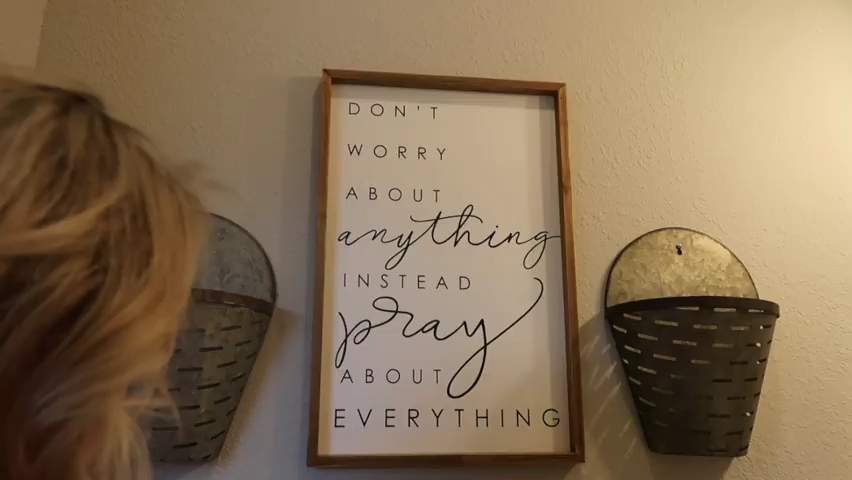 DON'T
WORRY
ABOUT
anything
INSTEAD
pray
ABOUT
EVERYTHING